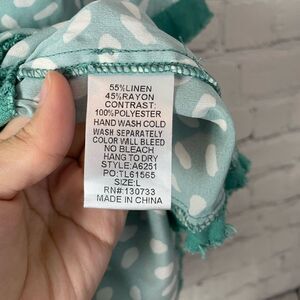 55%LINEN
45%RAYON
CONTRAST:
100%POLYESTER
HAND WASH COLD
WASH SEPARATELY
COLOR WILL BLEED
NO BLEACH
HANG TO DRY
STYLE:A6251
PO:TL61565
SIZE:L
RN#:130733
MADE IN CHINA